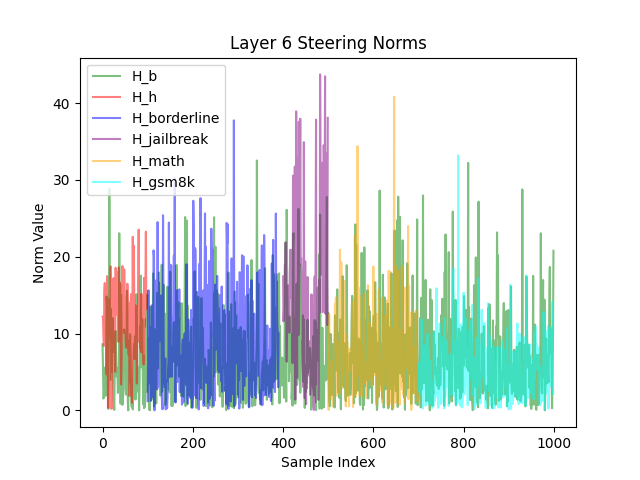 Layer 6 Steering Norms
H_b
H_h
H_borderline
H_jailbreak
H_math
H_gsm8k
Norm Value
40
30
20
10
0
0 200 400 600 800 1000
Sample Index